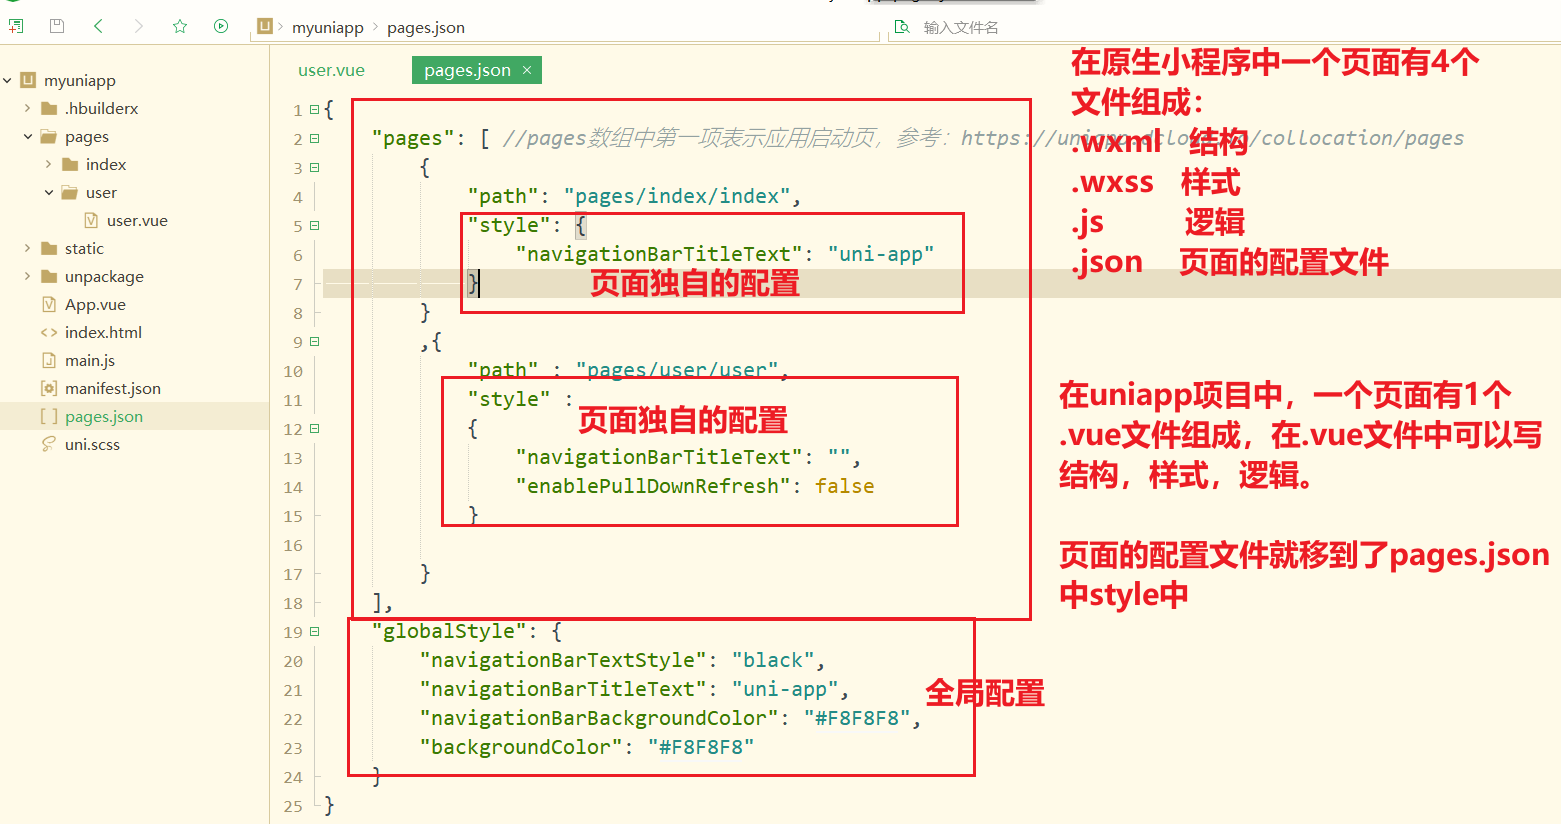 myuniapp
pages.json
输入文件名
user.vue
pages.json ×
myuniapp
.hbuilderx
pages
index
user
user.vue
static
unpackage
App.vue
index.html
main.js
manifest.json
pages.json
uni.scss
1 {
2 "pages": [ //pages数组中第一项表示应用启动页，参考：https://uniapp.dcloud.io/collocation/pages
3 {
4 "path": "pages/index/index",
5 "style": {
6 "navigationBarTitleText": "uni-app"
7 }
8 }
9 ,{
10 "path" : "pages/user/user",
11 "style" :
12 {
13 "navigationBarTitleText": "",
14 "enablePullDownRefresh": false
15 }
16
17 }
18 ],
19 "globalStyle": {
20 "navigationBarTextStyle": "black",
21 "navigationBarTitleText": "uni-app",
22 "navigationBarBackgroundColor": "#F8F8F8",
23 "backgroundColor": "#F8F8F8"
24 }
25 }
页面独自的配置
页面独自的配置
全局配置
在原生小程序中一个页面有4个
文件组成：
.wxml 结构
.wxss 样式
.js 逻辑
.json 页面的配置文件
在uniapp项目中，一个页面有1个
.vue文件组成，在.vue文件中可以写
结构，样式，逻辑。
页面的配置文件就移到了pages.json
中style中